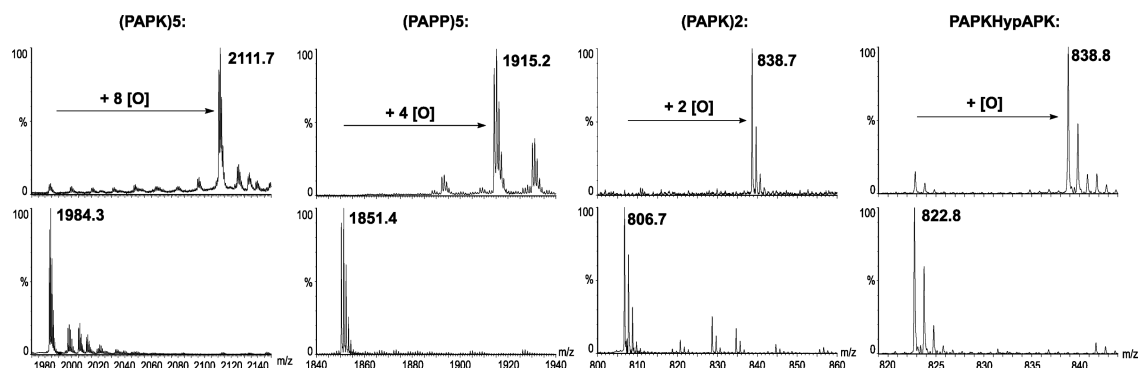 (PAPK)5: (PAPP)5: (PAPK)2: PAPKHypAPK:
100 2111.7 100 1915.2 100 838.7 100 838.8
+ 8 [O] + 4 [O] + 2 [O] + [O]
% % % %
0 0 0 0
100 1984.3 100 1851.4 100 806.7 100 822.8
% % % %
0 0 0 0
1980 2000 2020 2040 2060 2080 2100 2120 2140 m/z 1840 1860 1880 1900 1920 1940 m/z 800 810 820 830 840 850 860 m/z 820 825 830 835 840 m/z